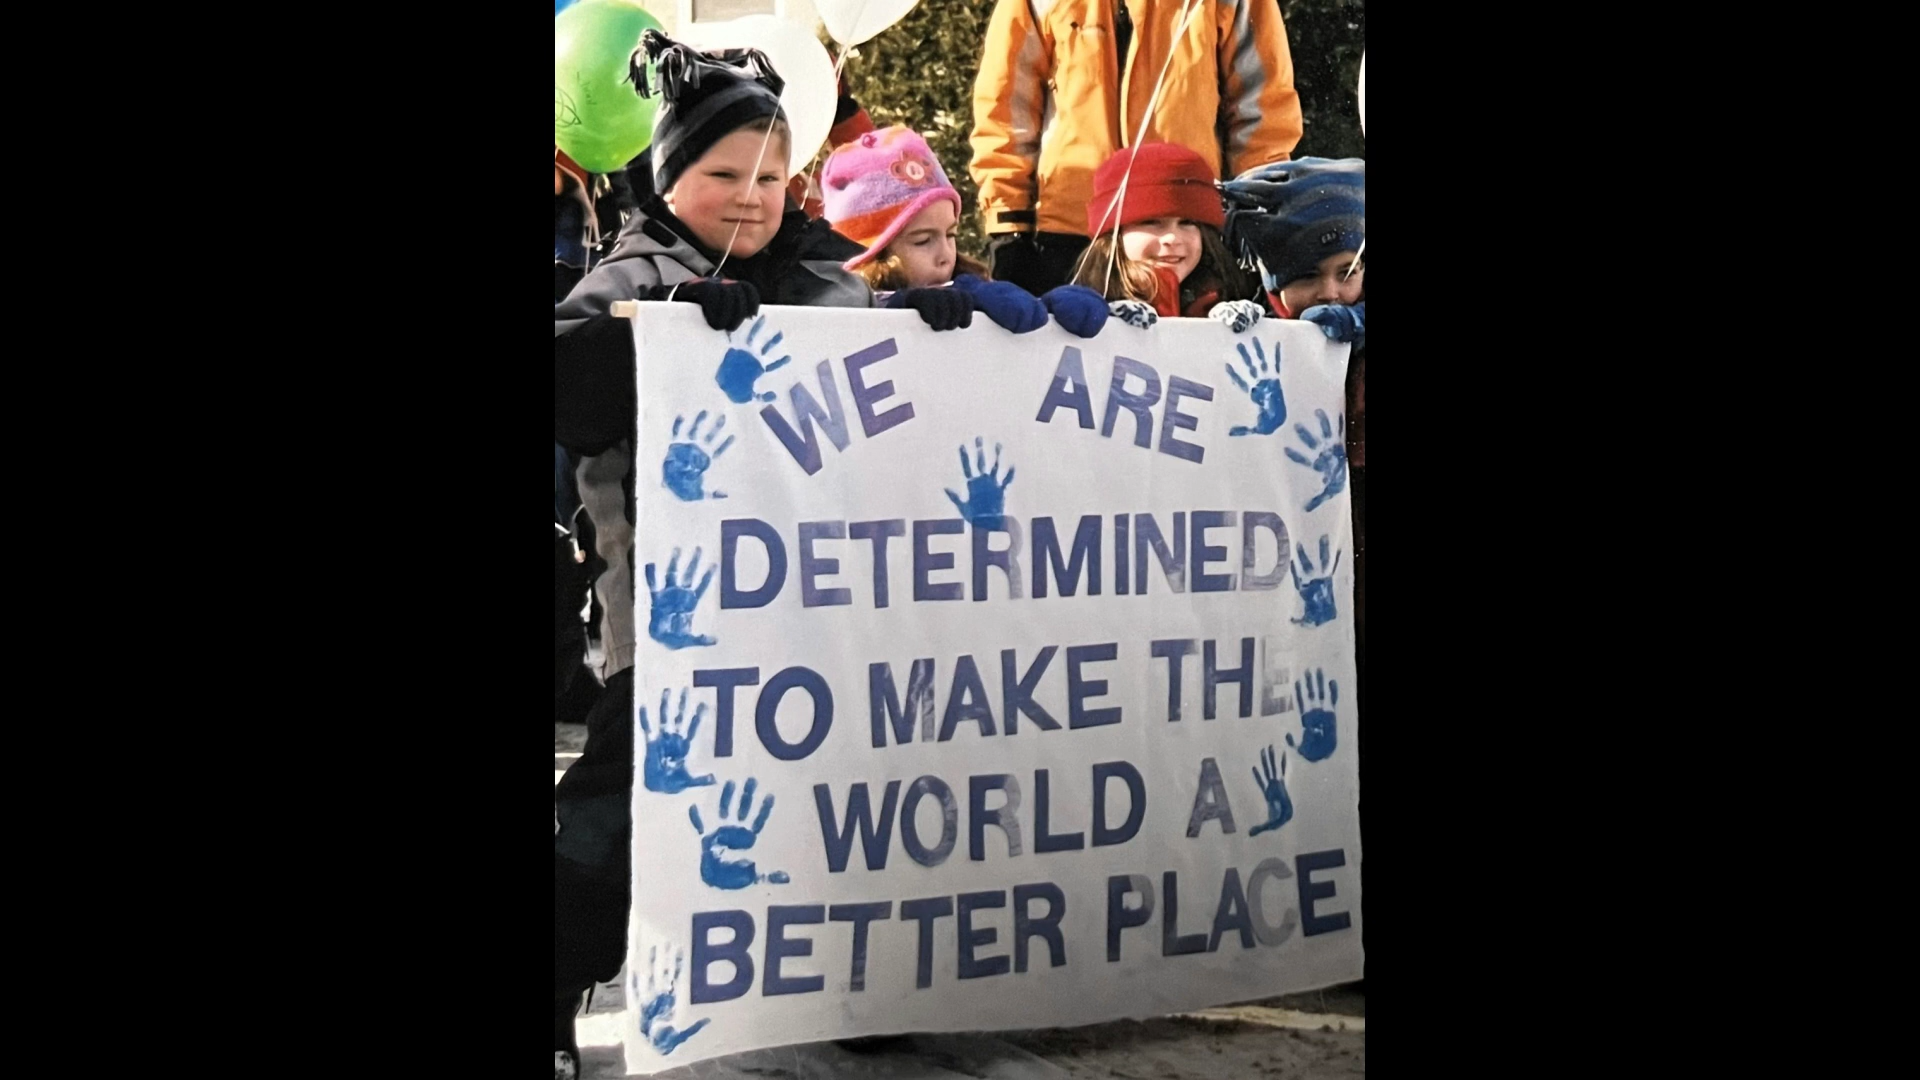 WE ARE
DETERMINED
TO MAKE THE
WORLD A
BETTER PLACE